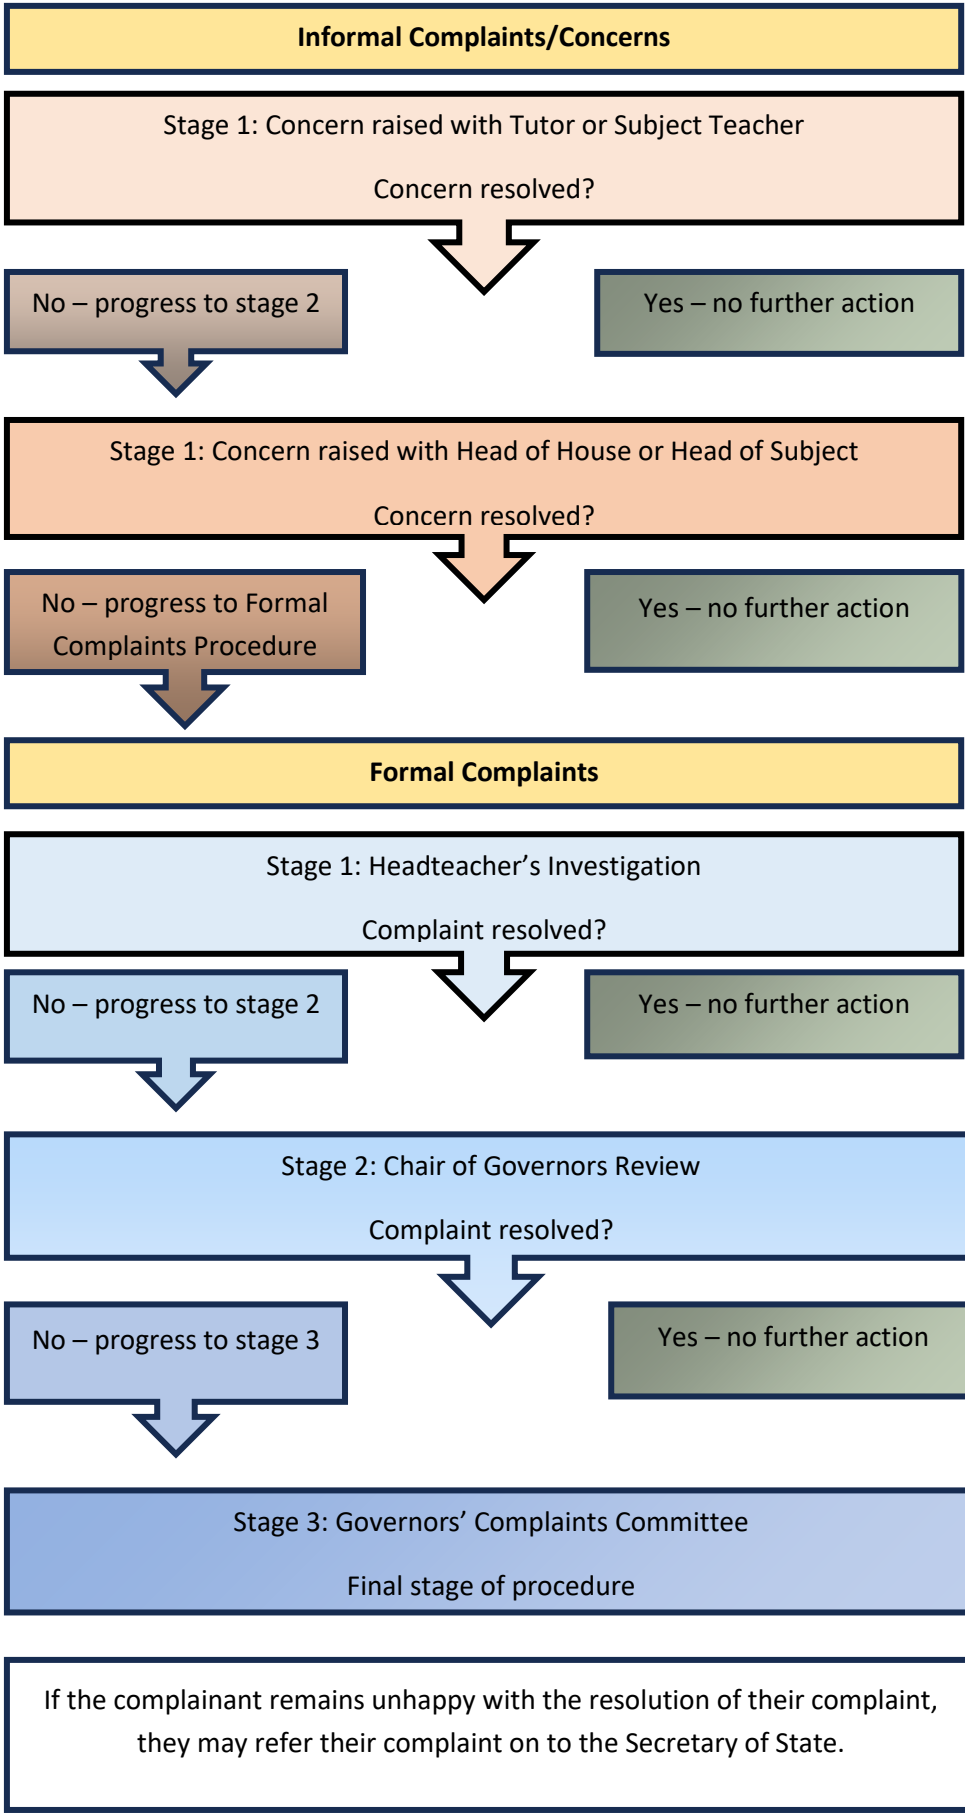 Informal Complaints/Concerns
Stage 1: Concern raised with Tutor or Subject Teacher
Concern resolved?
No – progress to stage 2
Yes – no further action
Stage 1: Concern raised with Head of House or Head of Subject
Concern resolved?
No – progress to Formal
Complaints Procedure
Yes – no further action
Formal Complaints
Stage 1: Headteacher’s Investigation
Complaint resolved?
No – progress to stage 2
Yes – no further action
Stage 2: Chair of Governors Review
Complaint resolved?
No – progress to stage 3
Yes – no further action
Stage 3: Governors’ Complaints Committee
Final stage of procedure
If the complainant remains unhappy with the resolution of their complaint,
they may refer their complaint on to the Secretary of State.